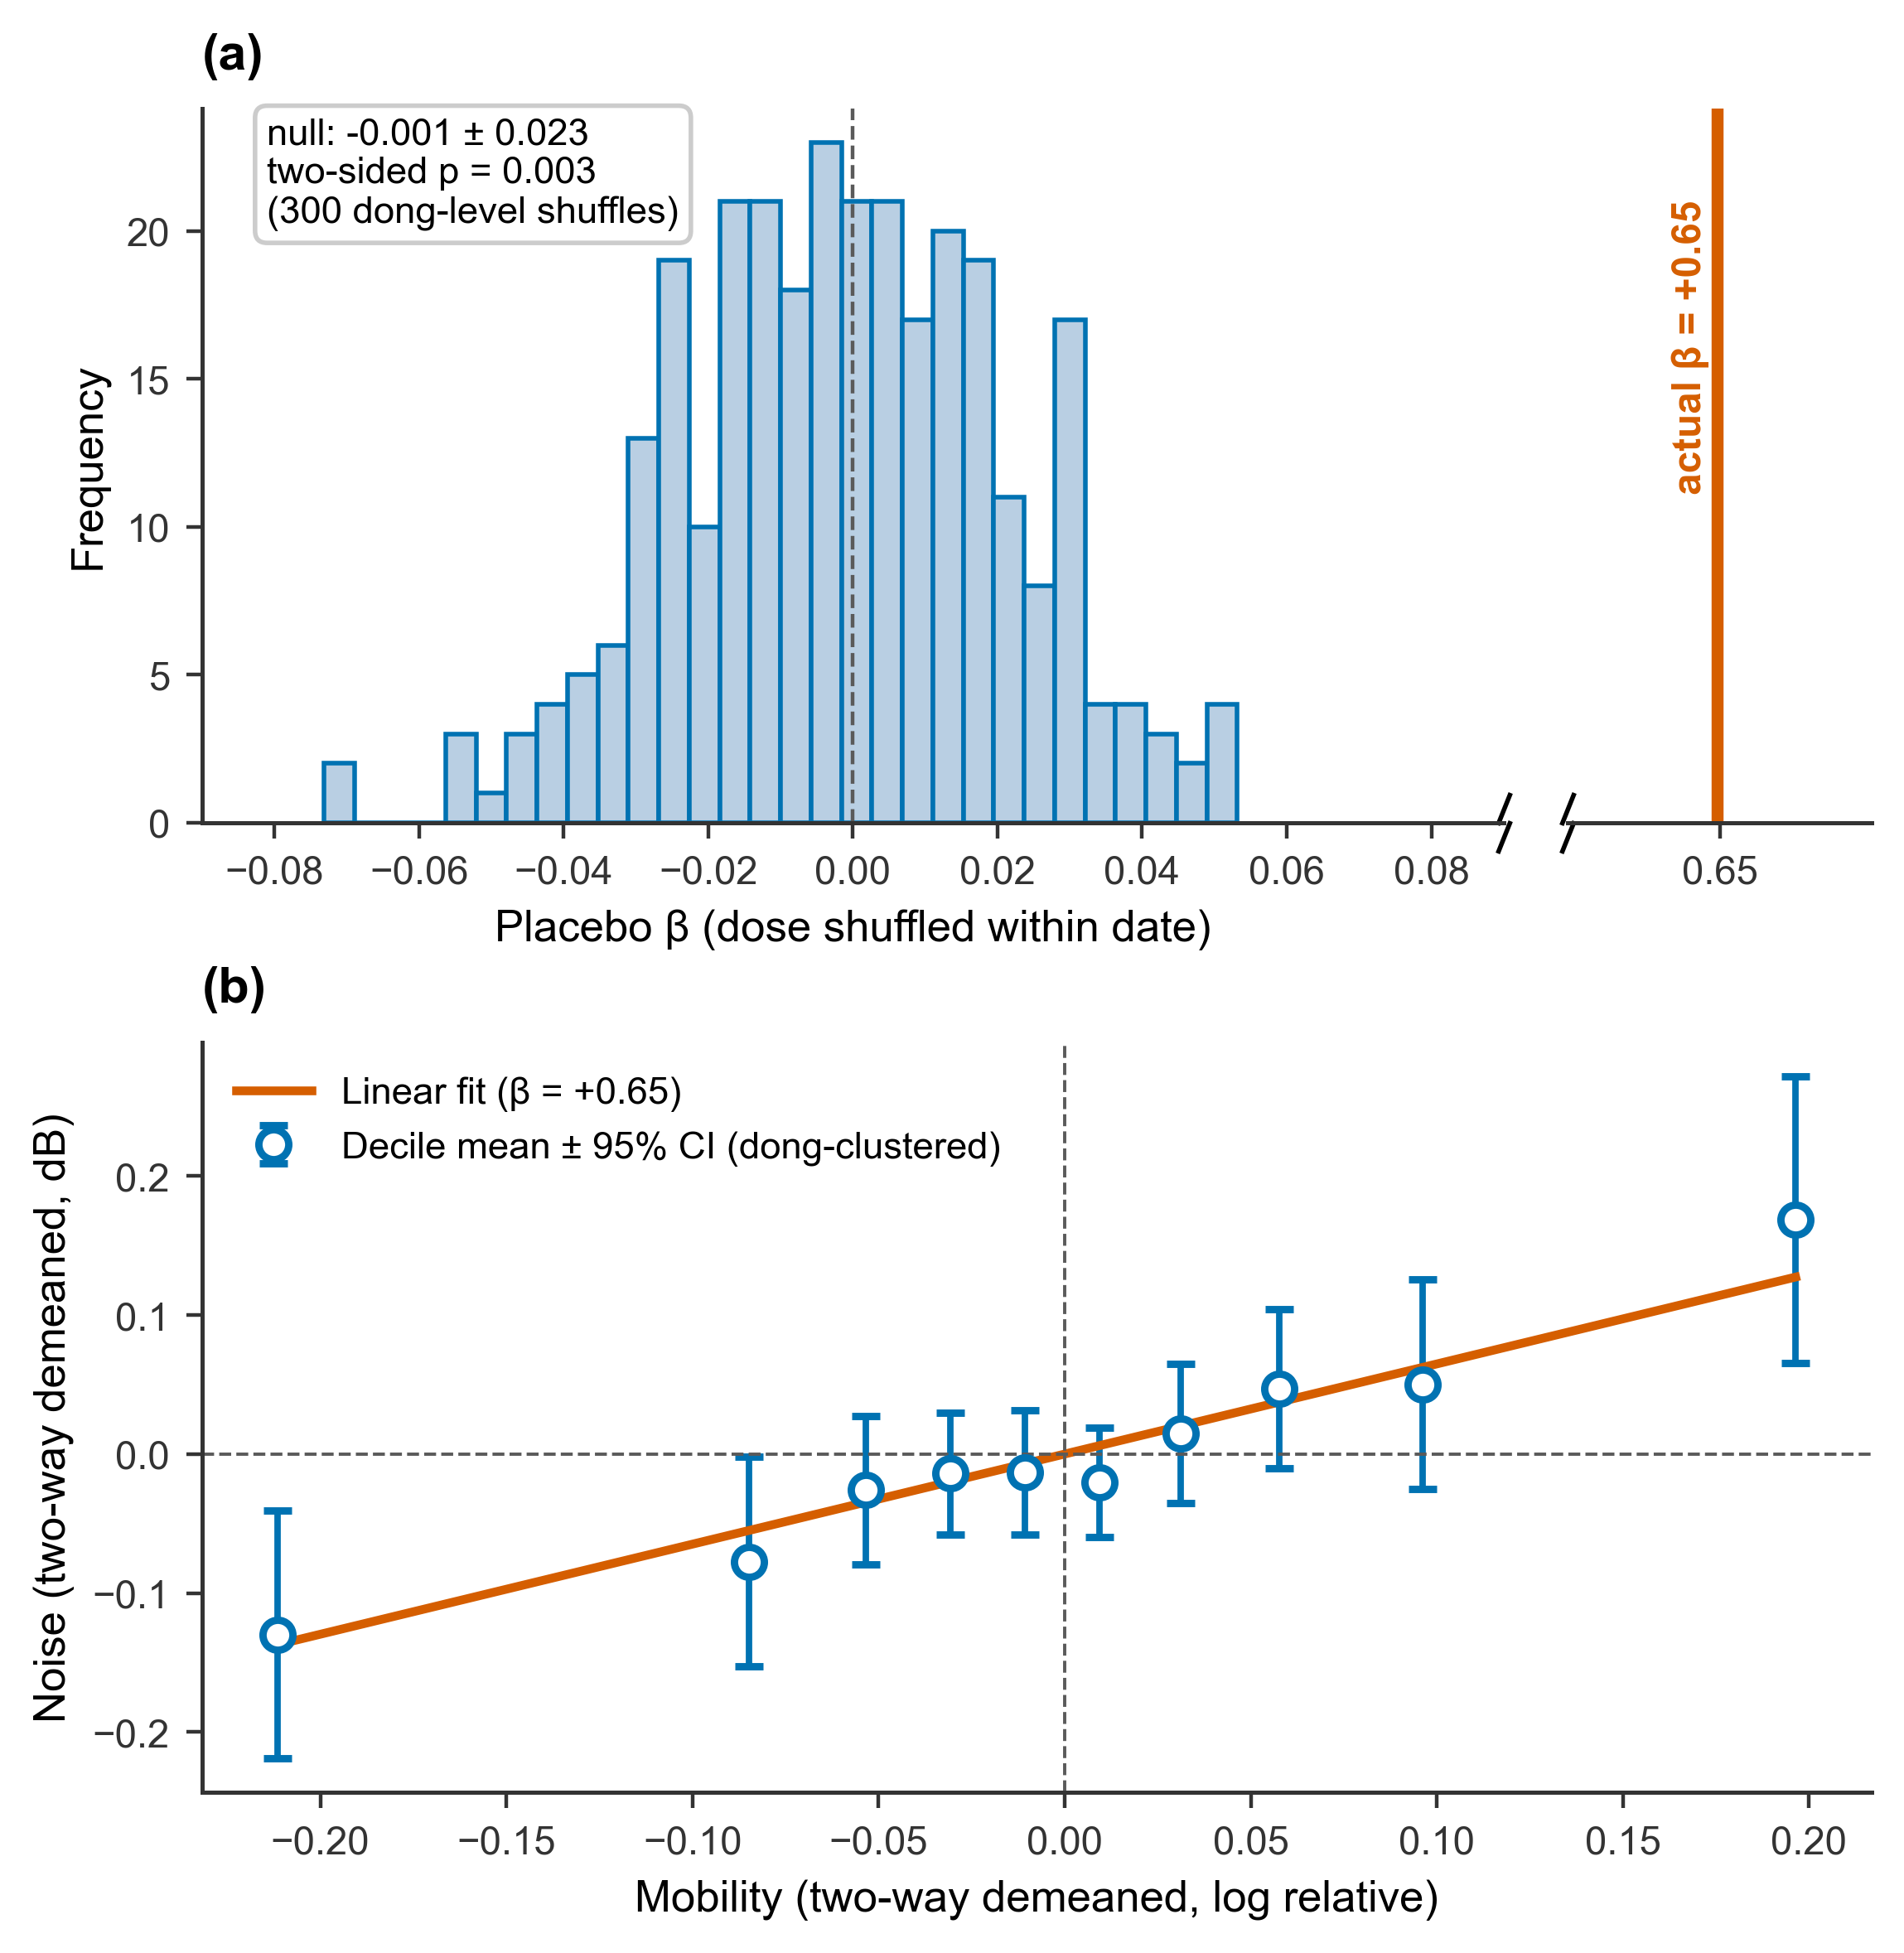 (a)
null: -0.001 ± 0.023
two-sided p = 0.003
(300 dong-level shuffles)
actual β = +0.65
Frequency
20
15
10
5
0
−0.08 −0.06 −0.04 −0.02 0.00 0.02 0.04 0.06 0.08 0.65
Placebo β (dose shuffled within date)
(b)
Linear fit (β = +0.65)
Decile mean ± 95% CI (dong-clustered)
Noise (two-way demeaned, dB)
0.2
0.1
0.0
−0.1
−0.2
−0.20 −0.15 −0.10 −0.05 0.00 0.05 0.10 0.15 0.20
Mobility (two-way demeaned, log relative)